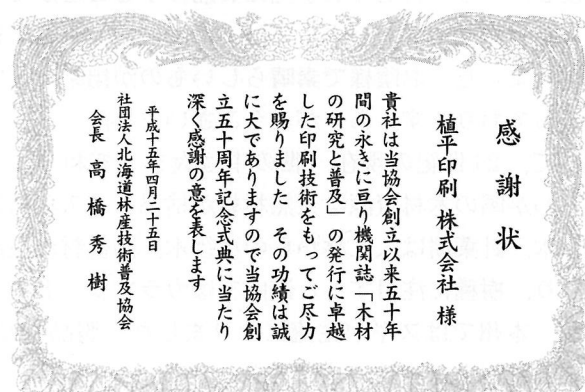 感謝状
植平印刷株式会社 様
貴社は当協会創立以来五十年
間の永きに亘り機関誌「木材
の研究と普及」の発行に卓越
した印刷技術をもってご尽力
を賜りました その功績は誠
に大でありますので当協会創
立五十周年記念式典に当たり
深く感謝の意を表します
平成十五年四月二十五日
社団法人北海道林産技術普及協会
会長 高橋秀樹